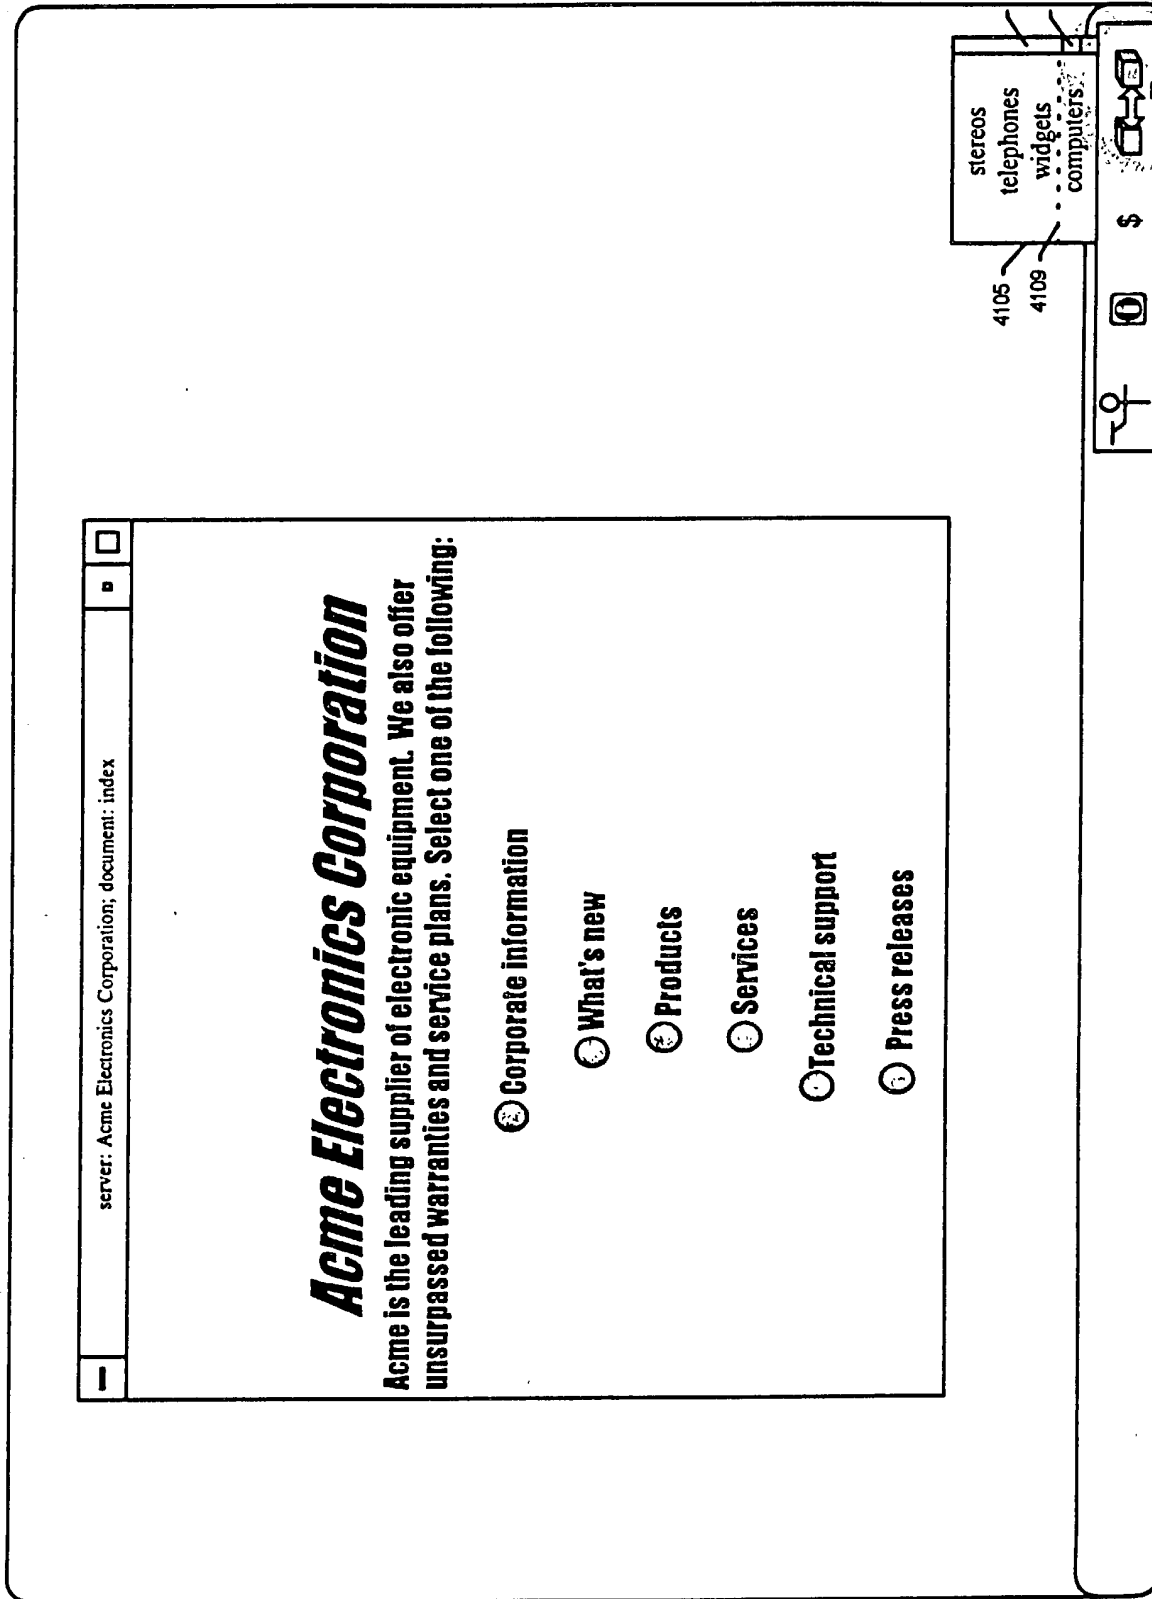 server: Acme Electronics Corporation; document: index
Acme Electronics Corporation
Acme is the leading supplier of electronic equipment. We also offer
unsurpassed warranties and service plans. Select one of the following:
Corporate information
What's new
Products
Services
Technical support
Press releases
stereos
telephones
widgets
computers
4105
4109
$